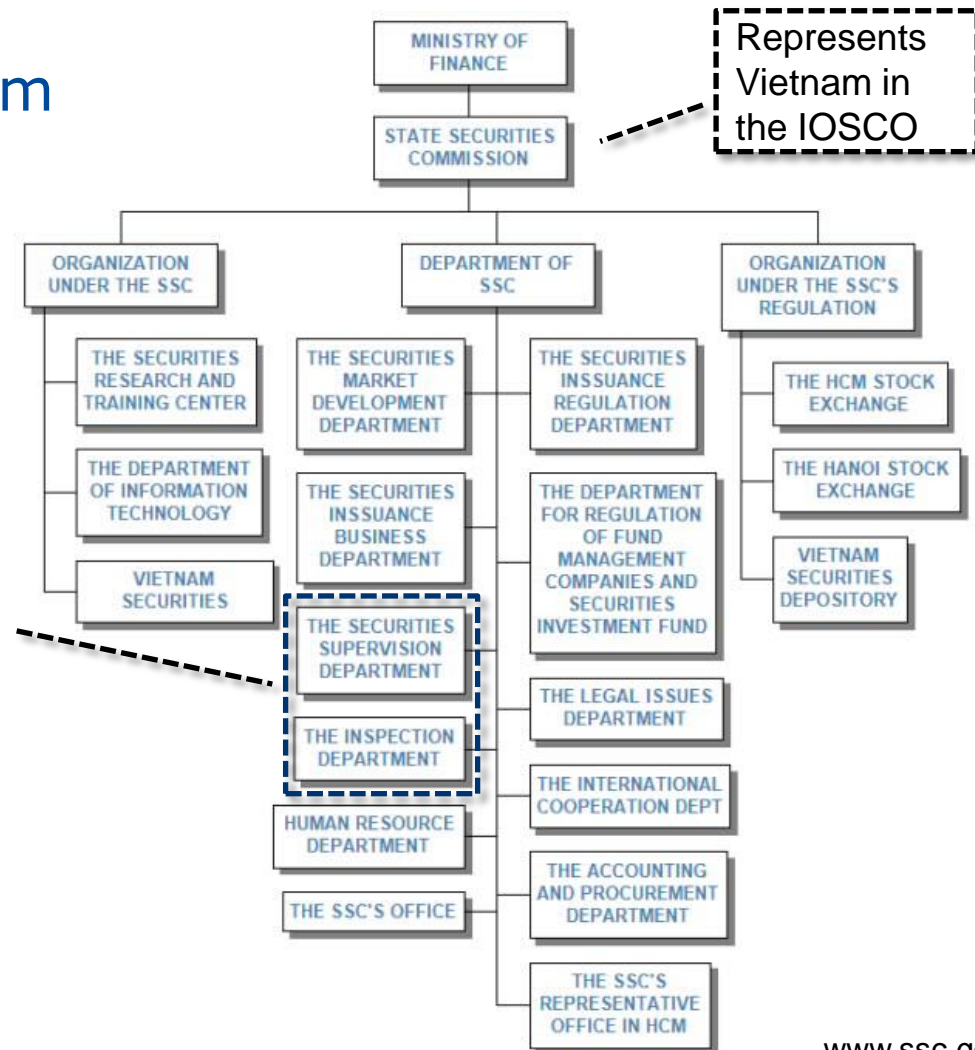 m
Represents
Vietnam in
the IOSCO
MINISTRY OF
FINANCE
STATE SECURITIES
COMMISSION
ORGANIZATION
UNDER THE SSC
DEPARTMENT OF
SSC
ORGANIZATION
UNDER THE SSC'S
REGULATION
THE SECURITIES
RESEARCH AND
TRAINING CENTER
THE DEPARTMENT
OF INFORMATION
TECHNOLOGY
VIETNAM
SECURITIES
THE SECURITIES
MARKET
DEVELOPMENT
DEPARTMENT
THE SECURITIES
INSSUANCE
BUSINESS
DEPARTMENT
THE SECURITIES
SUPERVISION
DEPARTMENT
THE INSPECTION
DEPARTMENT
HUMAN RESOURCE
DEPARTMENT
THE SSC'S OFFICE
THE SECURITIES
INSSUANCE
REGULATION
DEPARTMENT
THE DEPARTMENT
FOR REGULATION
OF FUND
MANAGEMENT
COMPANIES AND
SECURITIES
INVESTMENT FUND
THE LEGAL ISSUES
DEPARTMENT
THE INTERNATIONAL
COOPERATION DEPT
THE ACCOUNTING
AND PROCUREMENT
DEPARTMENT
THE SSC'S
REPRESENTATIVE
OFFICE IN HCM
THE HCM STOCK
EXCHANGE
THE HANOI STOCK
EXCHANGE
VIETNAM
SECURITIES
DEPOSITORY